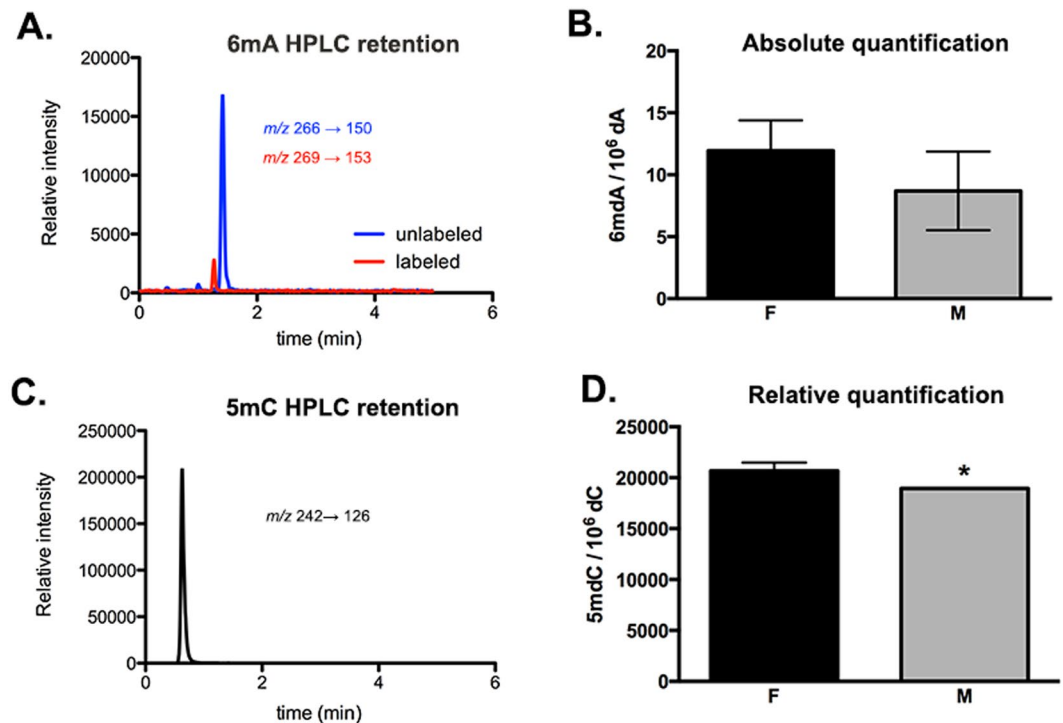 A.
6mA HPLC retention
20000
15000
10000
5000
0
Relative intensity
m/z 266 → 150
m/z 269 → 153
unlabeled
labeled
0 2 4 6
time (min)
B.
Absolute quantification
20
15
10
5
0
6mdA / 10⁶ dA
F M
C.
5mC HPLC retention
250000
200000
150000
100000
50000
0
Relative intensity
m/z 242→ 126
0 2 4 6
time (min)
D.
Relative quantification
25000
20000
15000
10000
5000
0
5mdC / 10⁶ dC
*
F M